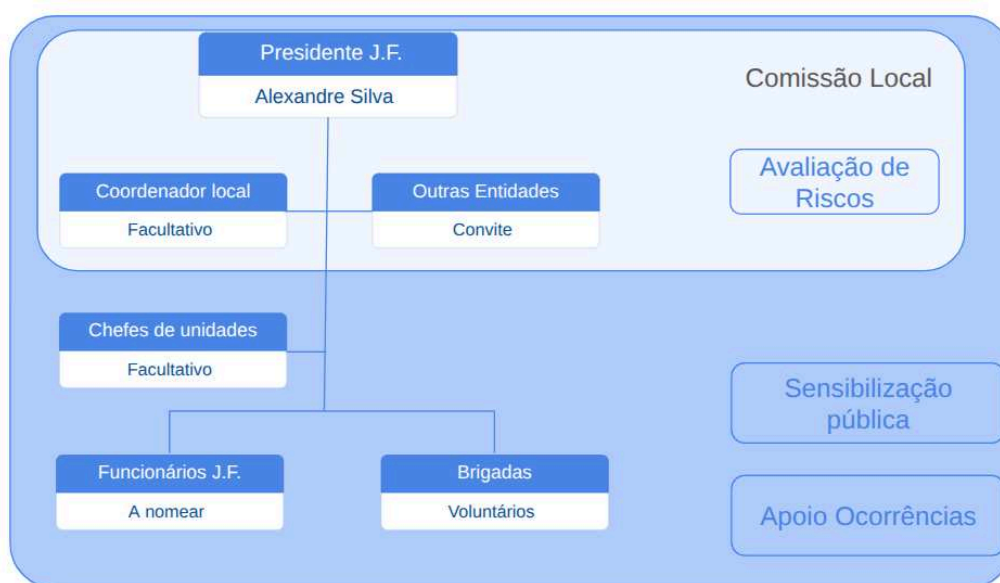 Presidente J.F.
Alexandre Silva
Comissão Local
Avaliação de
Riscos
Coordenador local
Facultativo
Outras Entidades
Convite
Chefes de unidades
Facultativo
Sensibilização
pública
Funcionários J.F.
A nomear
Brigadas
Voluntários
Apoio Ocorrências